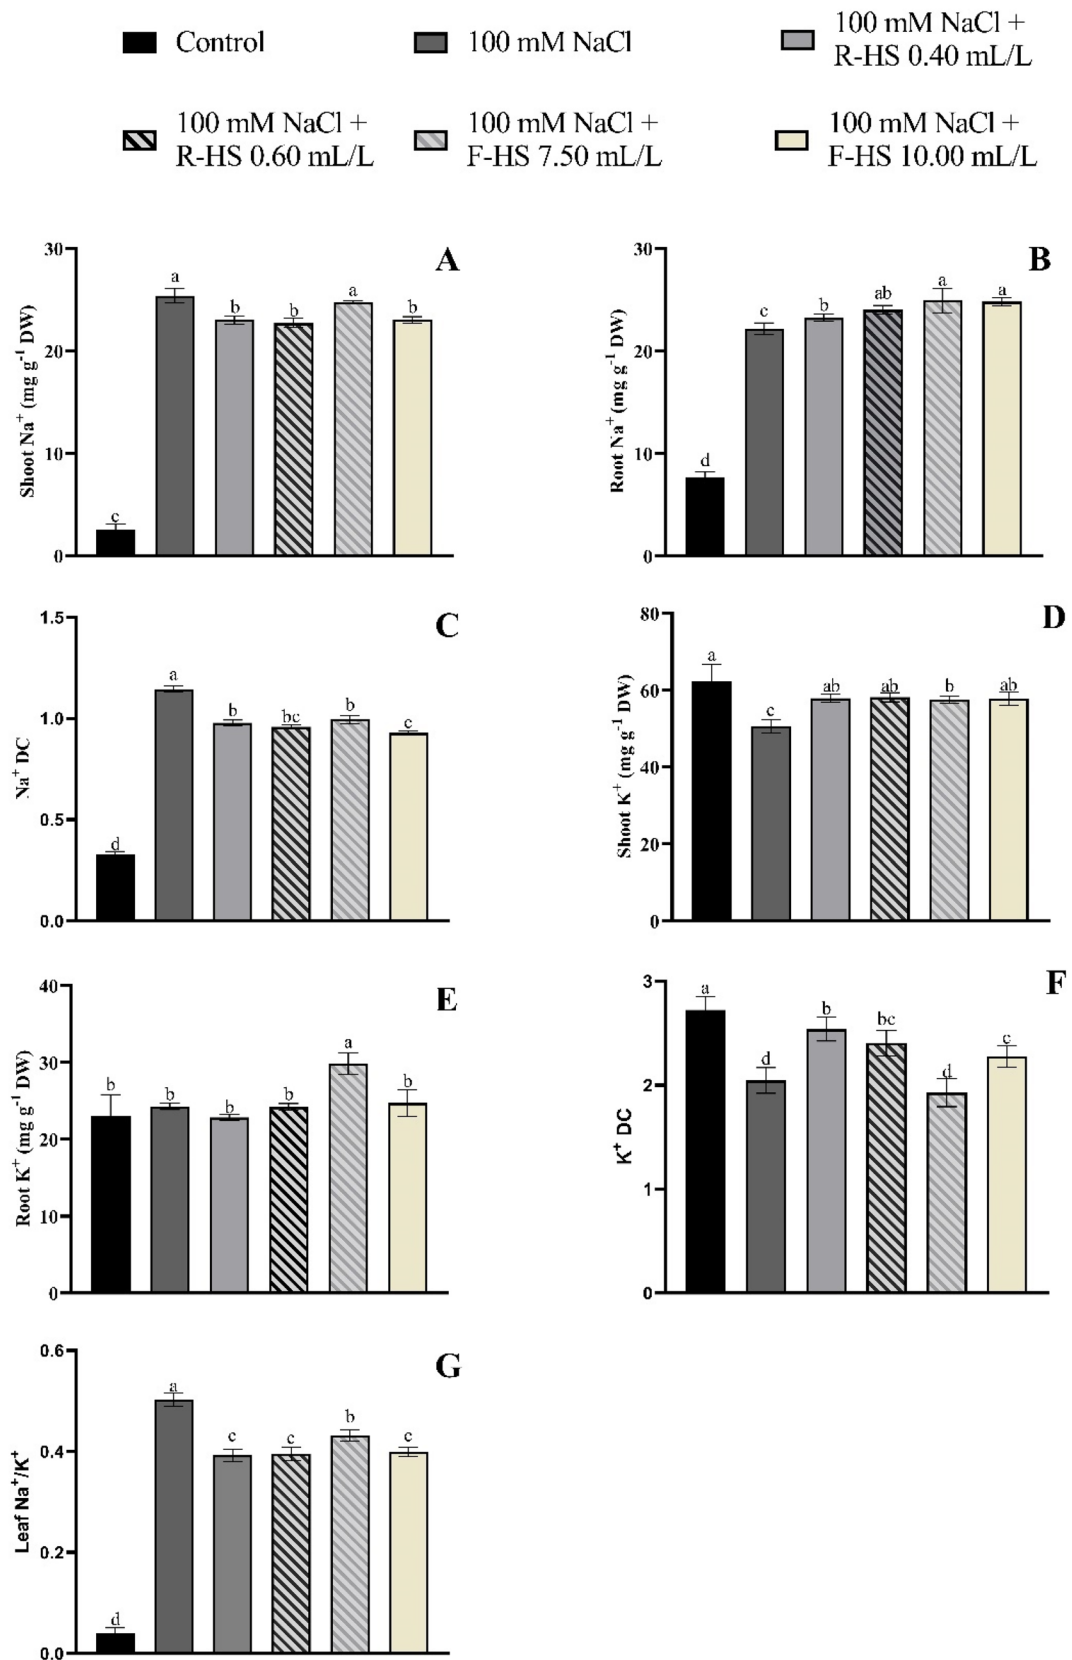 Control
100 mM NaCl
100 mM NaCl +
R-HS 0.40 mL/L
100 mM NaCl +
R-HS 0.60 mL/L
100 mM NaCl +
F-HS 7.50 mL/L
100 mM NaCl +
F-HS 10.00 mL/L
A
Shoot Na⁺ (mg g⁻¹ DW)
30
20
10
0
c
a
b
b
a
b
B
Root Na⁺ (mg g⁻¹ DW)
30
20
10
0
d
c
b
ab
a
a
C
Na⁺ DC
1.5
1.0
0.5
0.0
d
a
b
bc
b
c
D
Shoot K⁺ (mg g⁻¹ DW)
80
60
40
20
0
a
c
ab
ab
b
ab
E
Root K⁺ (mg g⁻¹ DW)
40
30
20
10
0
b
b
b
b
a
b
F
K⁺ DC
3
2
1
0
a
d
b
bc
d
c
G
Leaf Na⁺/K⁺
0.6
0.4
0.2
0.0
d
a
c
c
b
c